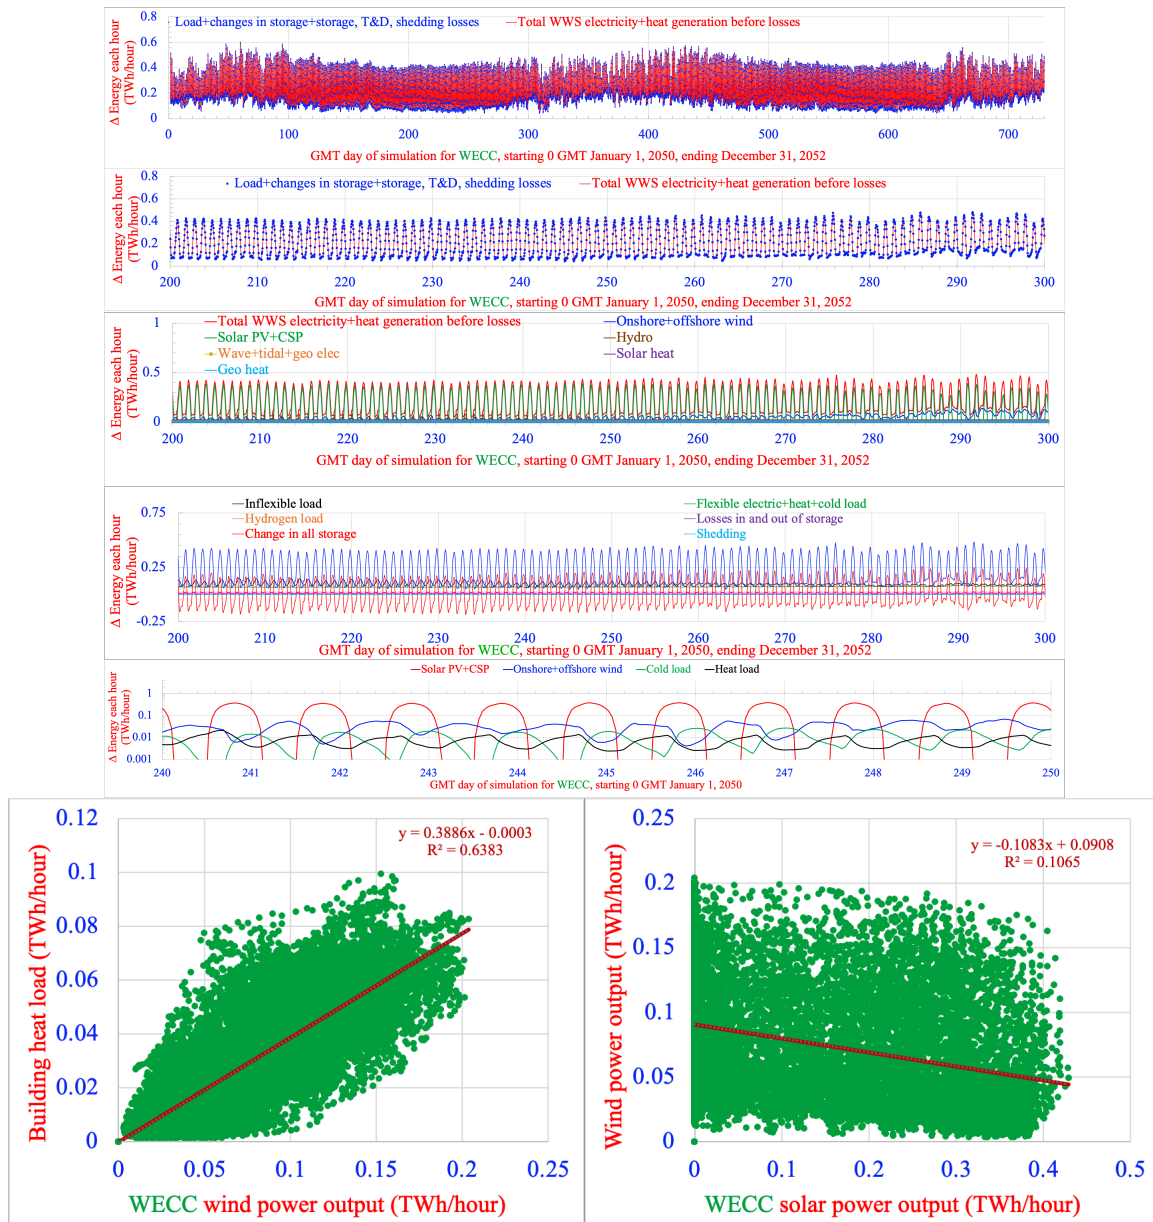 0.8
Load+changes in storage+storage, T&D, shedding losses —Total WWS electricity+heat generation before losses
0.6
0.4
0.2
0
Δ Energy each hour
(TWh/hour)
0 100 200 300 400 500 600 700
GMT day of simulation for WECC, starting 0 GMT January 1, 2050, ending December 31, 2052
0.8
Load+changes in storage+storage, T&D, shedding losses —Total WWS electricity+heat generation before losses
0.6
0.4
0.2
0
Δ Energy each hour
(TWh/hour)
200 210 220 230 240 250 260 270 280 290 300
GMT day of simulation for WECC, starting 0 GMT January 1, 2050, ending December 31, 2052
1
0.5
0
Δ Energy each hour
(TWh/hour)
—Total WWS electricity+heat generation before losses —Onshore+offshore wind
—Solar PV+CSP —Hydro
Wave+tidal+geo elec —Solar heat
—Geo heat
200 210 220 230 240 250 260 270 280 290 300
GMT day of simulation for WECC, starting 0 GMT January 1, 2050, ending December 31, 2052
—Inflexible load —Flexible electric+heat+cold load
—Hydrogen load —Losses in and out of storage
—Change in all storage —Shedding
0.75
0.25
-0.25
Δ Energy each hour
(TWh/hour)
200 210 220 230 240 250 260 270 280 290 300
GMT day of simulation for WECC, starting 0 GMT January 1, 2050, ending December 31, 2052
—Solar PV+CSP —Onshore+offshore wind —Cold load —Heat load
1
0.1
0.01
0.001
Δ Energy each hour
(TWh/hour)
240 241 242 243 244 245 246 247 248 249 250
GMT day of simulation for WECC, starting 0 GMT January 1, 2050
0.12
0.1
0.08
0.06
0.04
0.02
0
Building heat load (TWh/hour)
y = 0.3886x - 0.0003
R² = 0.6383
0 0.05 0.1 0.15 0.2 0.25
WECC wind power output (TWh/hour)
0.25
0.2
0.15
0.1
0.05
0
Wind power output (TWh/hour)
y = -0.1083x + 0.0908
R² = 0.1065
0 0.1 0.2 0.3 0.4 0.5
WECC solar power output (TWh/hour)